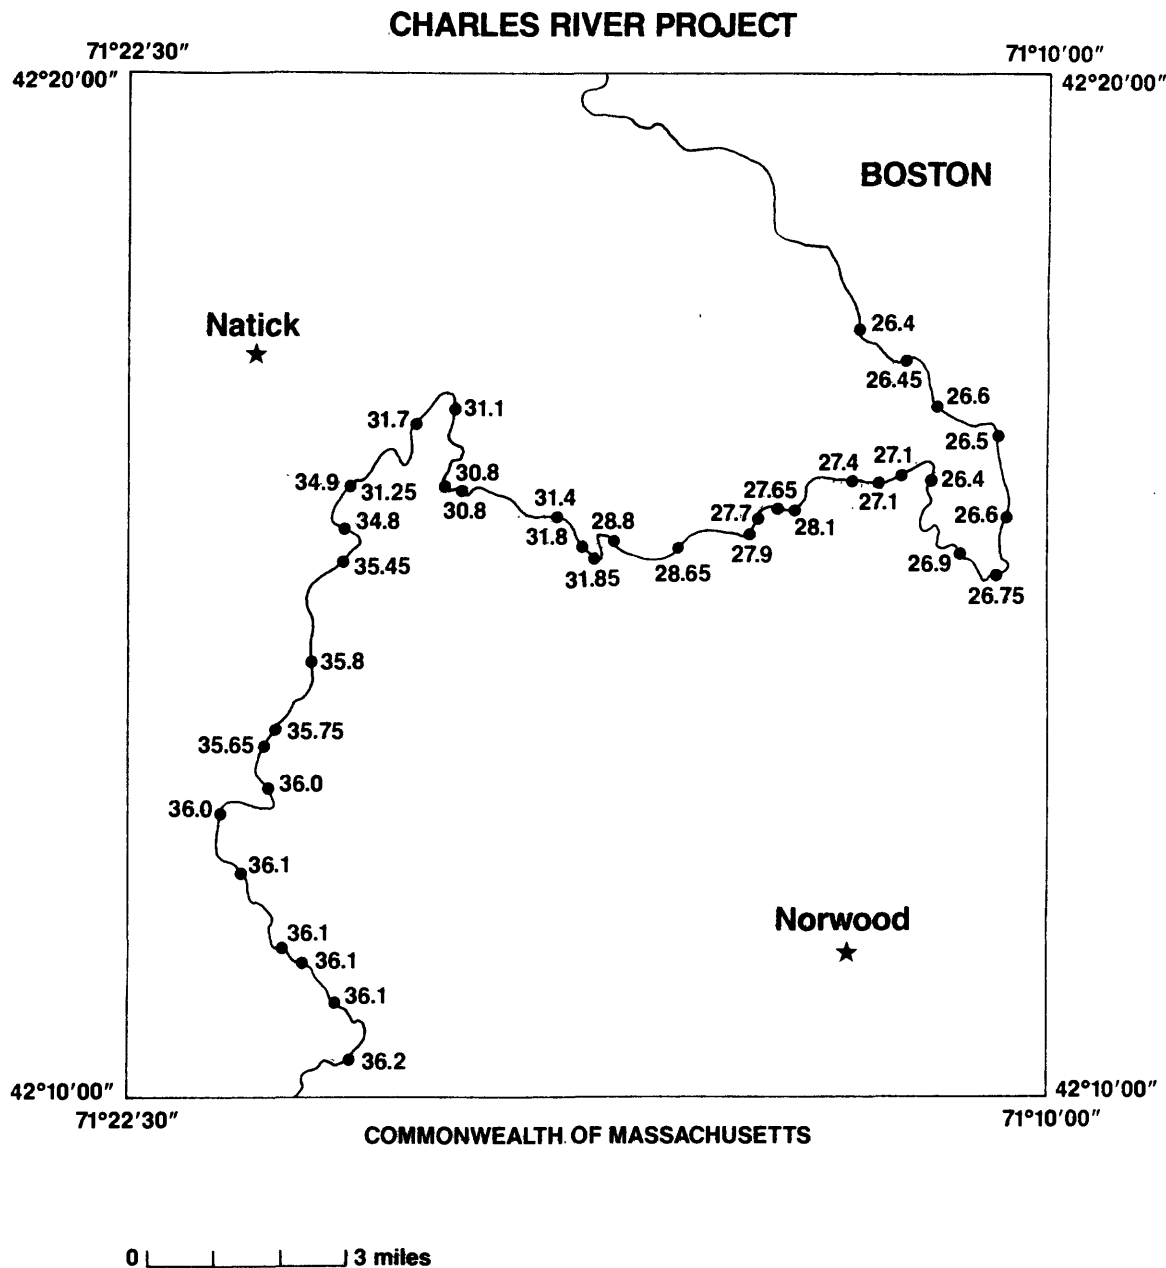 CHARLES RIVER PROJECT
71°22'30" 71°10'00"
42°20'00" 42°20'00"
BOSTON
Natick
26.4
26.45
26.6
31.7 31.1
26.5
27.4 27.1
34.9 31.25 30.8 27.1 26.4
30.8 27.65
34.8 31.4 28.8 27.7 28.1 26.6
31.8 27.9
35.45 31.85 28.65 26.9
26.75
35.8
35.75
35.65
36.0
36.0
36.1
Norwood
36.1
36.1
36.1
36.2
42°10'00" 42°10'00"
71°22'30" 71°10'00"
COMMONWEALTH OF MASSACHUSETTS
0 3 miles